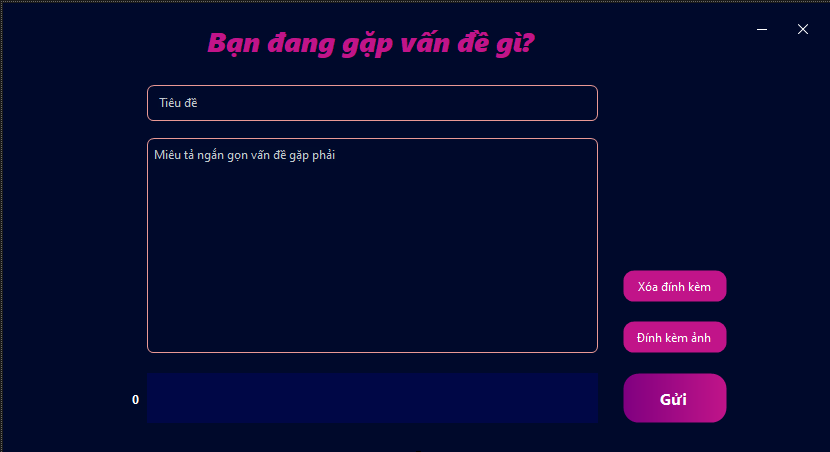 Bạn đang gặp vấn đề gì?
Tiêu đề
Miêu tả ngắn gọn vấn đề gặp phải
Xóa đính kèm
Đính kèm ảnh
0
Gửi